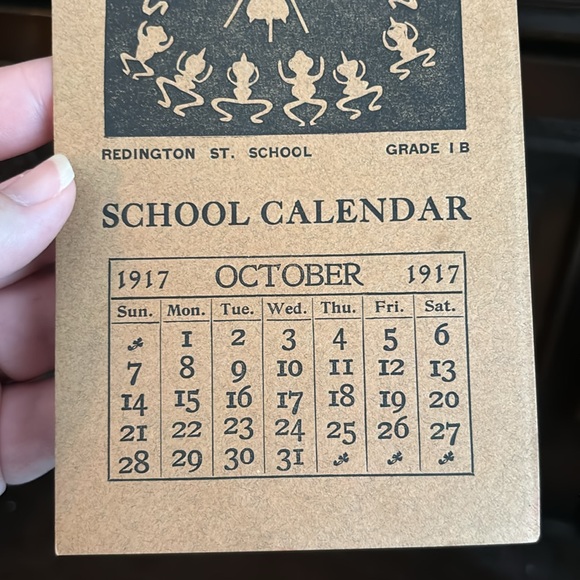 REDINGTON ST. SCHOOL GRADE I B
SCHOOL CALENDAR
1917 OCTOBER 1917
Sun. Mon. Tue. Wed. Thu. Fri. Sat.
1 2 3 4 5 6
7 8 9 10 11 12 13
14 15 16 17 18 19 20
21 22 23 24 25 26 27
28 29 30 31